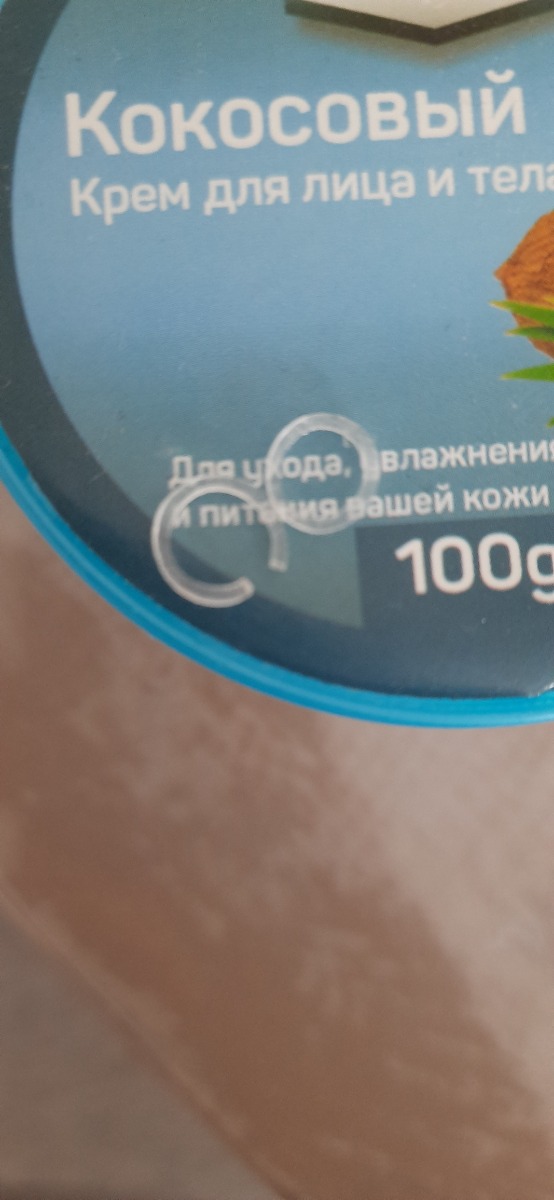 Кокосовый
Крем для лица и тела
Для ухода, увлажнения
и питания вашей кожи
100g